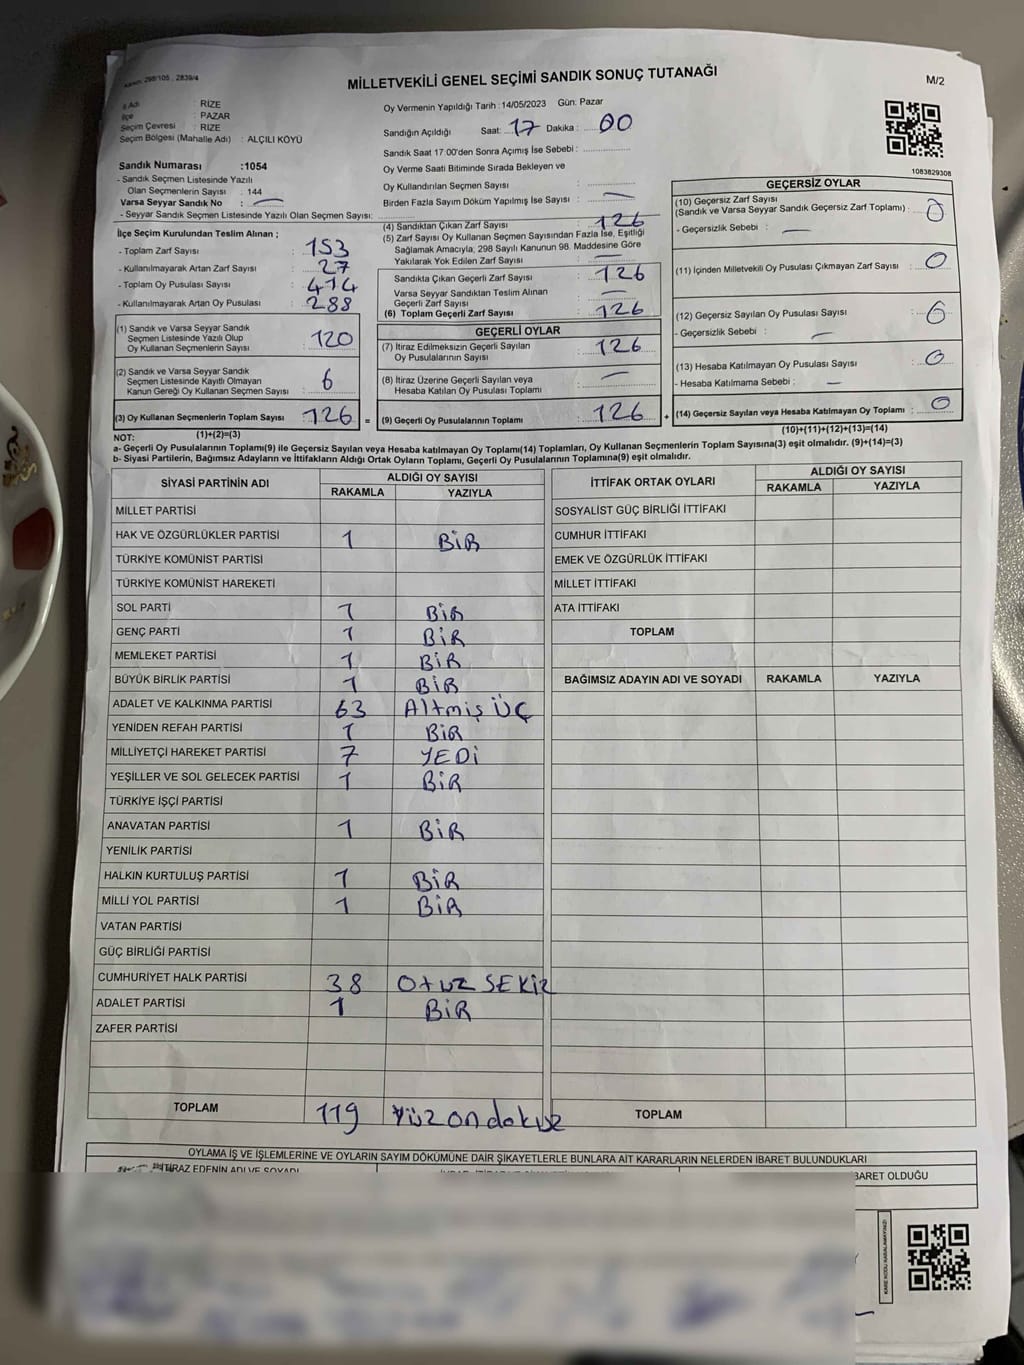 Kanun: 298/105 , 2839/4
MİLLETVEKİLİ GENEL SEÇİMİ SANDIK SONUÇ TUTANAĞI
M/2
İl Adı : RİZE
İlçe : PAZAR
Seçim Çevresi : RİZE
Seçim Bölgesi (Mahalle Adı) : ALÇILI KÖYÜ
Oy Vermenin Yapıldığı Tarih : 14/05/2023 Gün: Pazar
Sandığın Açıldığı Saat: 17 Dakika : 00
Sandık Saat 17:00'den Sonra Açmış İse Sebebi :
Oy Verme Saati Bitiminde Sırada Bekleyen ve
Oy Kullandırılan Seçmen Sayısı :
Birden Fazla Sayım Döküm Yapılmış İse Sayısı : —
1083829308
Sandık Numarası :1054
- Sandık Seçmen Listesinde Yazılı
Olan Seçmenlerin Sayısı : 144
Varsa Seyyar Sandık No : —
- Seyyar Sandık Seçmen Listesinde Yazılı Olan Seçmen Sayısı:
İlçe Seçim Kurulundan Teslim Alınan ;
- Toplam Zarf Sayısı : 153
- Kullanılmayarak Artan Zarf Sayısı : 27
- Toplam Oy Pusulası Sayısı : 414
- Kullanılmayarak Artan Oy Pusulası : 288
(1) Sandık ve Varsa Seyyar Sandık
Seçmen Listesinde Yazılı Olup
Oy Kullanan Seçmenlerin Sayısı : 120
(2) Sandık ve Varsa Seyyar Sandık
Seçmen Listesinde Kayıtlı Olmayan
Kanun Gereği Oy Kullanan Seçmen Sayısı : 6
(3) Oy Kullanan Seçmenlerin Toplam Sayısı : 126 =
(1)+(2)=(3)
(4) Sandıktan Çıkan Zarf Sayısı : 126
(5) Zarf Sayısı Oy Kullanan Seçmen Sayısından Fazla İse, Eşitliği
Sağlamak Amacıyla, 298 Sayılı Kanunun 98. Maddesine Göre
Yakılarak Yok Edilen Zarf Sayısı : —
Sandıkta Çıkan Geçerli Zarf Sayısı : 126
Varsa Seyyar Sandıktan Teslim Alınan
Geçerli Zarf Sayısı : —
(6) Toplam Geçerli Zarf Sayısı : 126
GEÇERLİ OYLAR
(7) İtiraz Edilmeksizin Geçerli Sayılan
Oy Pusulalarının Sayısı : 126
(8) İtiraz Üzerine Geçerli Sayılan veya
Hesaba Katılan Oy Pusulası Toplamı : —
(9) Geçerli Oy Pusulalarının Toplamı : 126 +
GEÇERSİZ OYLAR
(10) Geçersiz Zarf Sayısı
(Sandık ve Varsa Seyyar Sandık Geçersiz Zarf Toplamı) : 0
- Geçersizlik Sebebi : —
(11) İçinden Milletvekili Oy Pusulası Çıkmayan Zarf Sayısı : 0
(12) Geçersiz Sayılan Oy Pusulası Sayısı : 0
- Geçersizlik Sebebi : —
(13) Hesaba Katılmayan Oy Pusulası Sayısı : 0
- Hesaba Katılmama Sebebi : —
(14) Geçersiz Sayılan veya Hesaba Katılmayan Oy Toplamı : 0
(10)+(11)+(12)+(13)=(14)
NOT:
a- Geçerli Oy Pusulalarının Toplamı(9) ile Geçersiz Sayılan veya Hesaba katılmayan Oy Toplamı(14) Toplamları, Oy Kullanan Seçmenlerin Toplam Sayısına(3) eşit olmalıdır. (9)+(14)=(3)
b- Siyasi Partilerin, Bağımsız Adayların ve İttifakların Aldığı Ortak Oyların Toplamı, Geçerli Oy Pusulalarının Toplamına(9) eşit olmalıdır.
SİYASİ PARTİNİN ADI ALDIĞI OY SAYISI
RAKAMLA YAZIYLA
MİLLET PARTİSİ
HAK VE ÖZGÜRLÜKLER PARTİSİ 1 BİR
TÜRKİYE KOMÜNİST PARTİSİ
TÜRKİYE KOMÜNİST HAREKETİ
SOL PARTİ 1 BİR
GENÇ PARTİ 1 BİR
MEMLEKET PARTİSİ 1 BİR
BÜYÜK BİRLİK PARTİSİ 1 BİR
ADALET VE KALKINMA PARTİSİ 63 Altmiş ÜÇ
YENİDEN REFAH PARTİSİ 1 BİR
MİLLİYETÇİ HAREKET PARTİSİ 7 YEDİ
YEŞİLLER VE SOL GELECEK PARTİSİ 1 BİR
TÜRKİYE İŞÇİ PARTİSİ
ANAVATAN PARTİSİ 1 BİR
YENİLİK PARTİSİ
HALKIN KURTULUŞ PARTİSİ 1 BİR
MİLLİ YOL PARTİSİ 1 BİR
VATAN PARTİSİ
GÜÇ BİRLİĞİ PARTİSİ
CUMHURİYET HALK PARTİSİ 38 Otuz SEKİZ
ADALET PARTİSİ 1 BİR
ZAFER PARTİSİ
TOPLAM 119 Yüz on dokuz
İTTİFAK ORTAK OYLARI ALDIĞI OY SAYISI
RAKAMLA YAZIYLA
SOSYALİST GÜÇ BİRLİĞİ İTTİFAKI
CUMHUR İTTİFAKI
EMEK VE ÖZGÜRLÜK İTTİFAKI
MİLLET İTTİFAKI
ATA İTTİFAKI
TOPLAM
BAĞIMSIZ ADAYIN ADI VE SOYADI RAKAMLA YAZIYLA
TOPLAM
OYLAMA İŞ VE İŞLEMLERİNE VE OYLARIN SAYIM DÖKÜMÜNE DAİR ŞİKAYETLERLE BUNLARA AİT KARARLARIN NELERDEN İBARET BULUNDUKLARI
İTİRAZ EDENİN ADI VE SOYADI
BARET OLDUĞU
KARE KODU KARALAMAYINIZ!